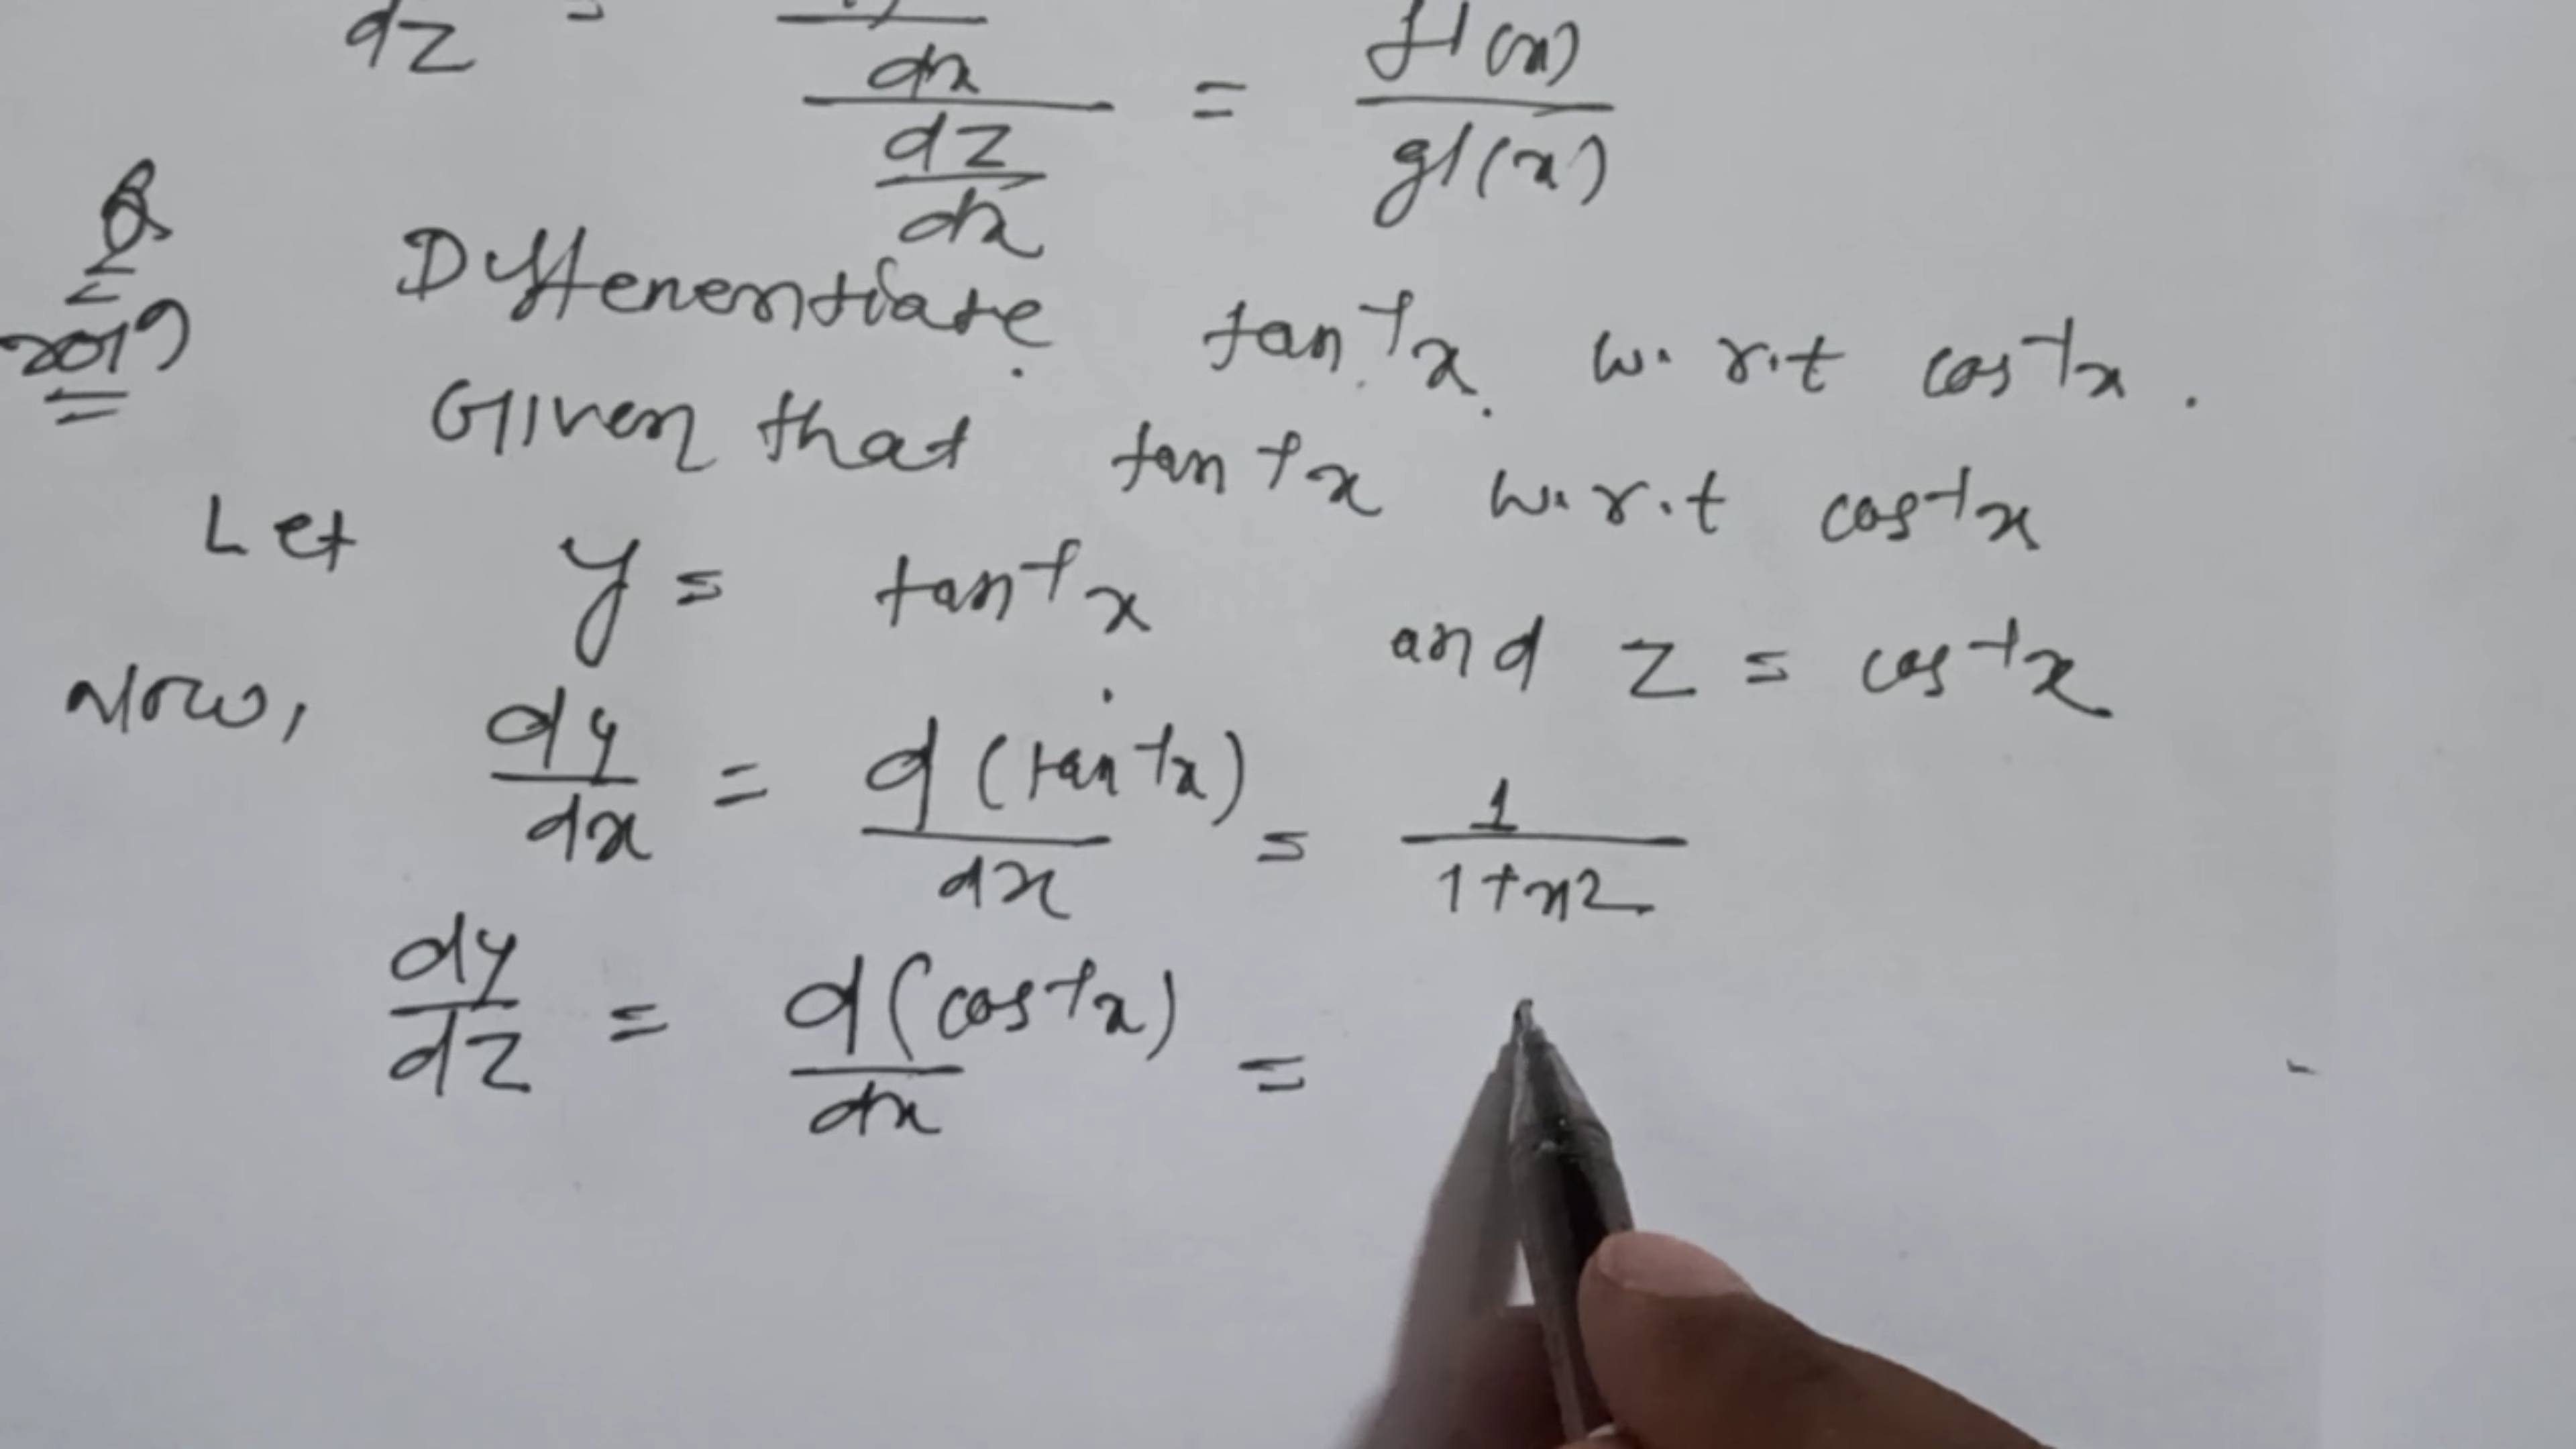 dz = dx/dz/dx = f'(x)/g'(x)
Q 2019 Differentiate tan⁻¹x w.r.t cos⁻¹x.
Given that tan⁻¹x w.r.t cos⁻¹x
Let y = tan⁻¹x and z = cos⁻¹x
Now, dy/dx = d(tan⁻¹x)/dx = 1/1+x2
dy/dz = d(cos⁻¹x)/dx =